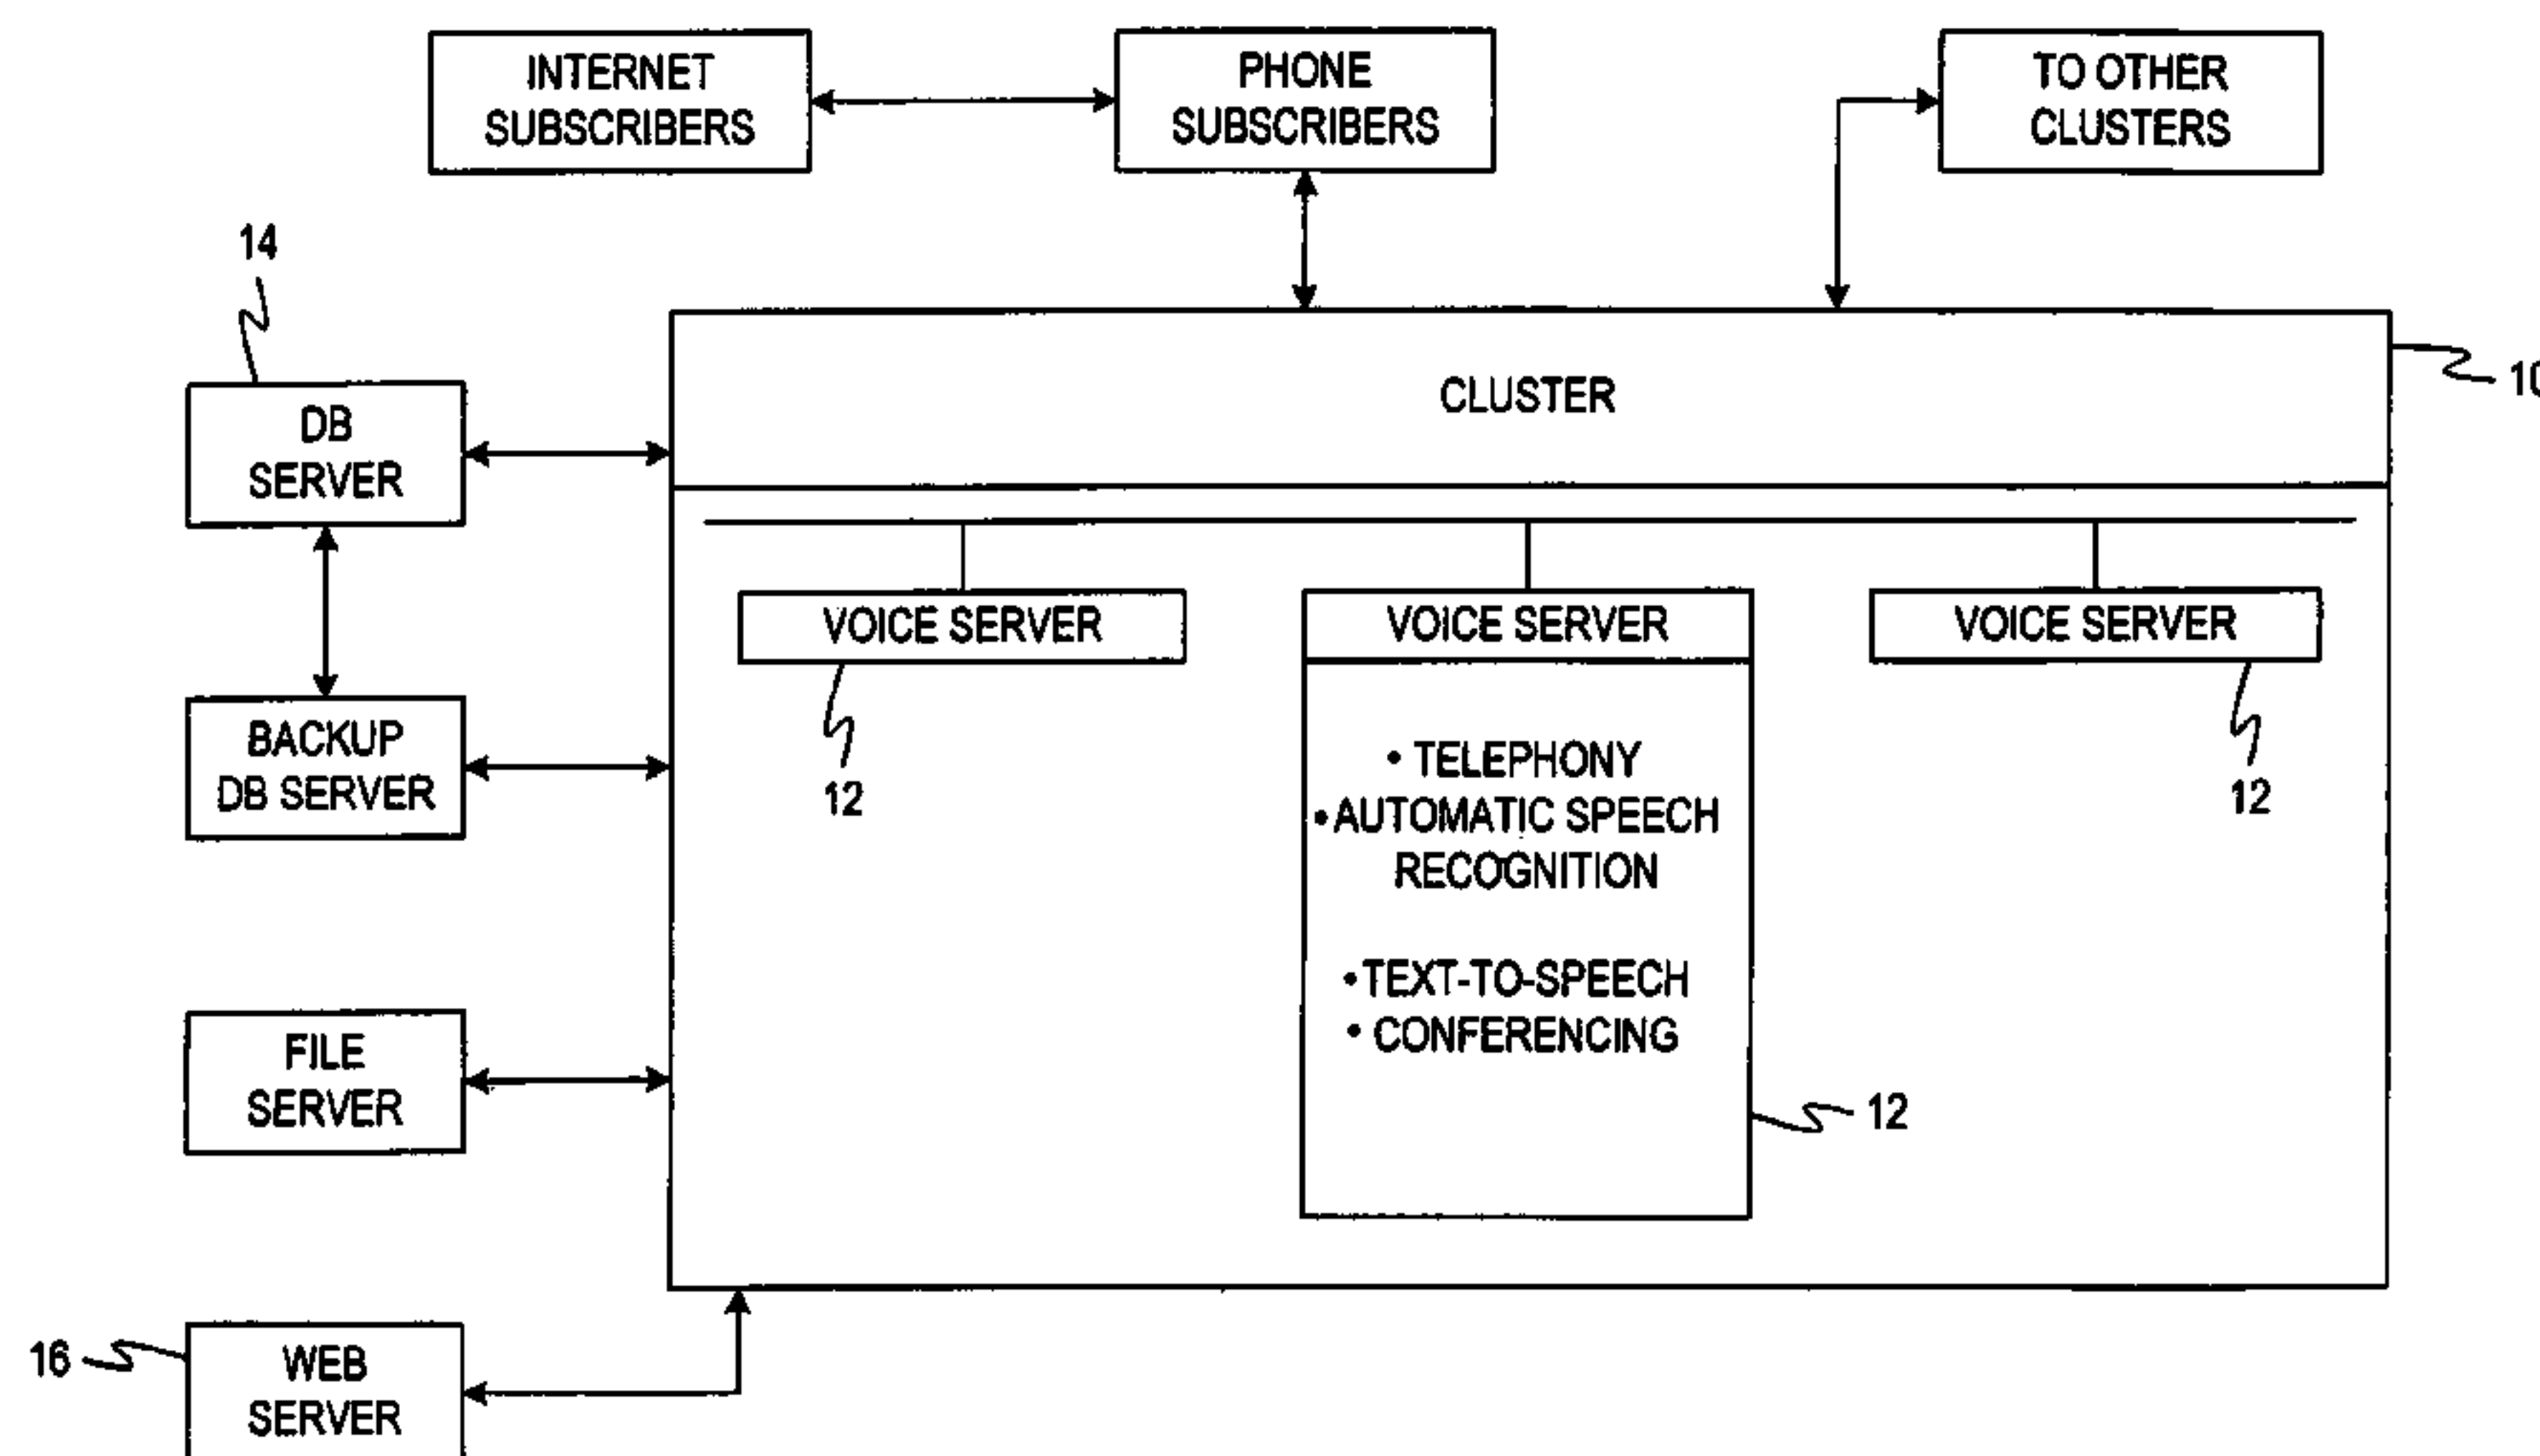 INTERNET
SUBSCRIBERS
PHONE
SUBSCRIBERS
TO OTHER
CLUSTERS
14
CLUSTER
10
DB
SERVER
VOICE SERVER
VOICE SERVER
VOICE SERVER
BACKUP
DB SERVER
12
• TELEPHONY
•AUTOMATIC SPEECH
RECOGNITION
•TEXT-TO-SPEECH
• CONFERENCING
12
12
FILE
SERVER
16
WEB
SERVER